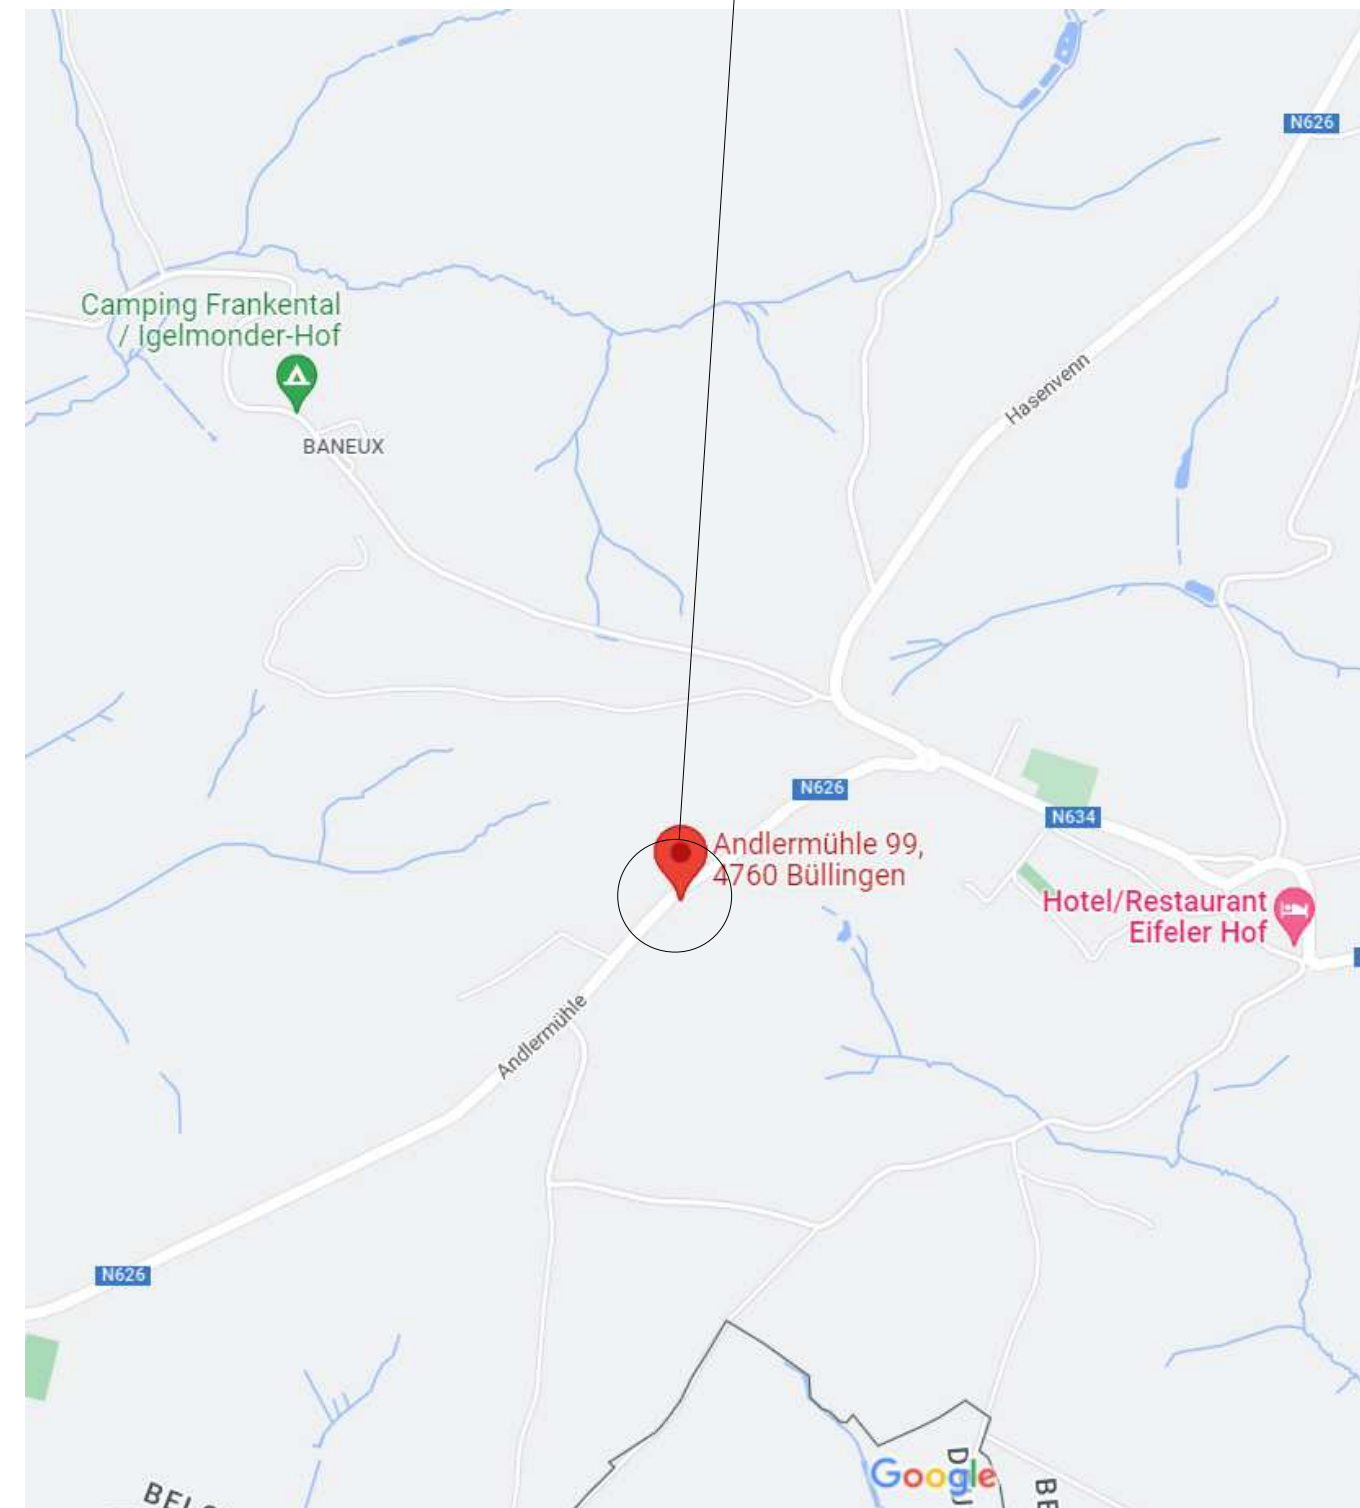 N626
Camping Frankental
/ Igelmonder-Hof
Hasenvenn
BANEUX
N626
N634
Andlermühle 99,
4760 Büllingen
Hotel/Restaurant
Eifeler Hof
Andlermühle
N626
Google